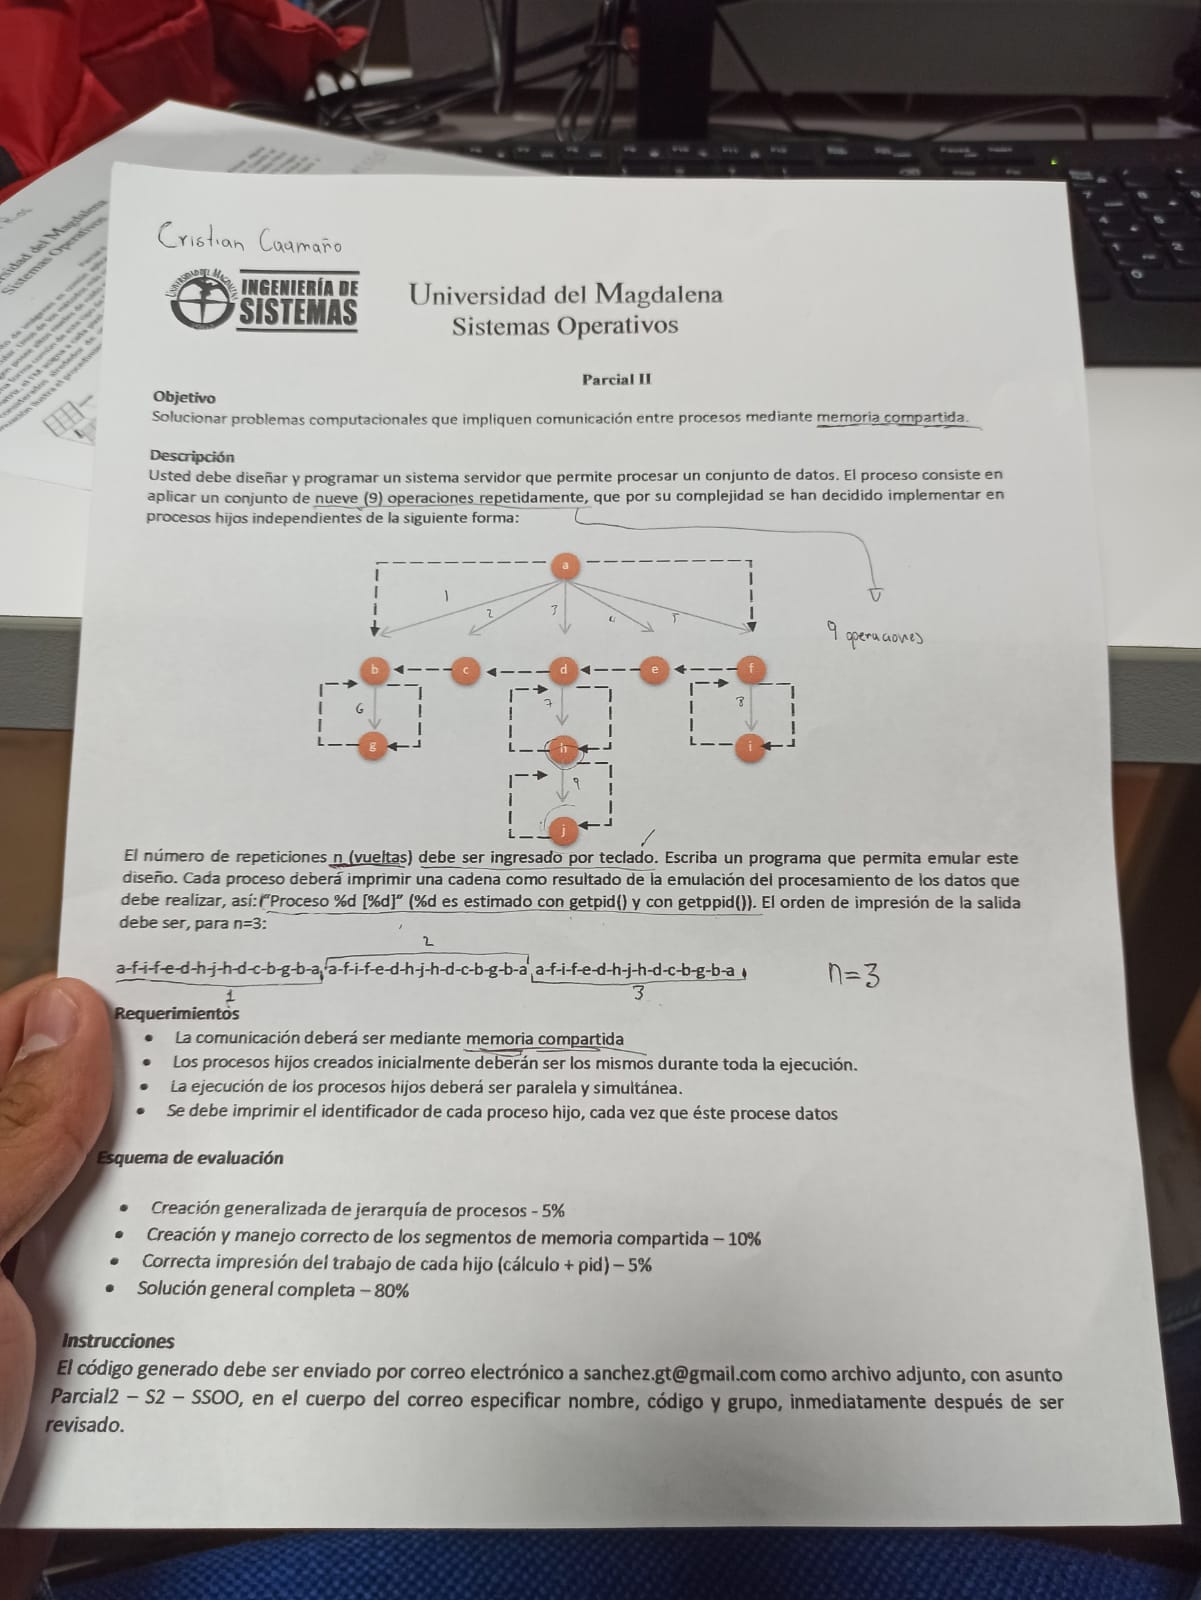 Cristian Caamaño
UNIVERSIDAD DEL MAGDALENA
INGENIERÍA DE
SISTEMAS
Universidad del Magdalena
Sistemas Operativos
Parcial II
Objetivo
Solucionar problemas computacionales que impliquen comunicación entre procesos mediante memoria compartida.
Descripción
Usted debe diseñar y programar un sistema servidor que permite procesar un conjunto de datos. El proceso consiste en
aplicar un conjunto de nueve (9) operaciones repetidamente, que por su complejidad se han decidido implementar en
procesos hijos independientes de la siguiente forma:
a
1 2 3 4 5
9 operaciones
b c d e f
6 7 8
g h i
9
j
El número de repeticiones n (vueltas) debe ser ingresado por teclado. Escriba un programa que permita emular este
diseño. Cada proceso deberá imprimir una cadena como resultado de la emulación del procesamiento de los datos que
debe realizar, así: ("Proceso %d [%d]" (%d es estimado con getpid() y con getppid()). El orden de impresión de la salida
debe ser, para n=3:
2
a-f-i-f-e-d-h-j-h-d-c-b-g-b-a, a-f-i-f-e-d-h-j-h-d-c-b-g-b-a, a-f-i-f-e-d-h-j-h-d-c-b-g-b-a
n=3
1 3
Requerimientos
• La comunicación deberá ser mediante memoria compartida
• Los procesos hijos creados inicialmente deberán ser los mismos durante toda la ejecución.
• La ejecución de los procesos hijos deberá ser paralela y simultánea.
• Se debe imprimir el identificador de cada proceso hijo, cada vez que éste procese datos
Esquema de evaluación
• Creación generalizada de jerarquía de procesos - 5%
• Creación y manejo correcto de los segmentos de memoria compartida – 10%
• Correcta impresión del trabajo de cada hijo (cálculo + pid) – 5%
• Solución general completa – 80%
Instrucciones
El código generado debe ser enviado por correo electrónico a sanchez.gt@gmail.com como archivo adjunto, con asunto
Parcial2 – S2 – SSOO, en el cuerpo del correo especificar nombre, código y grupo, inmediatamente después de ser
revisado.